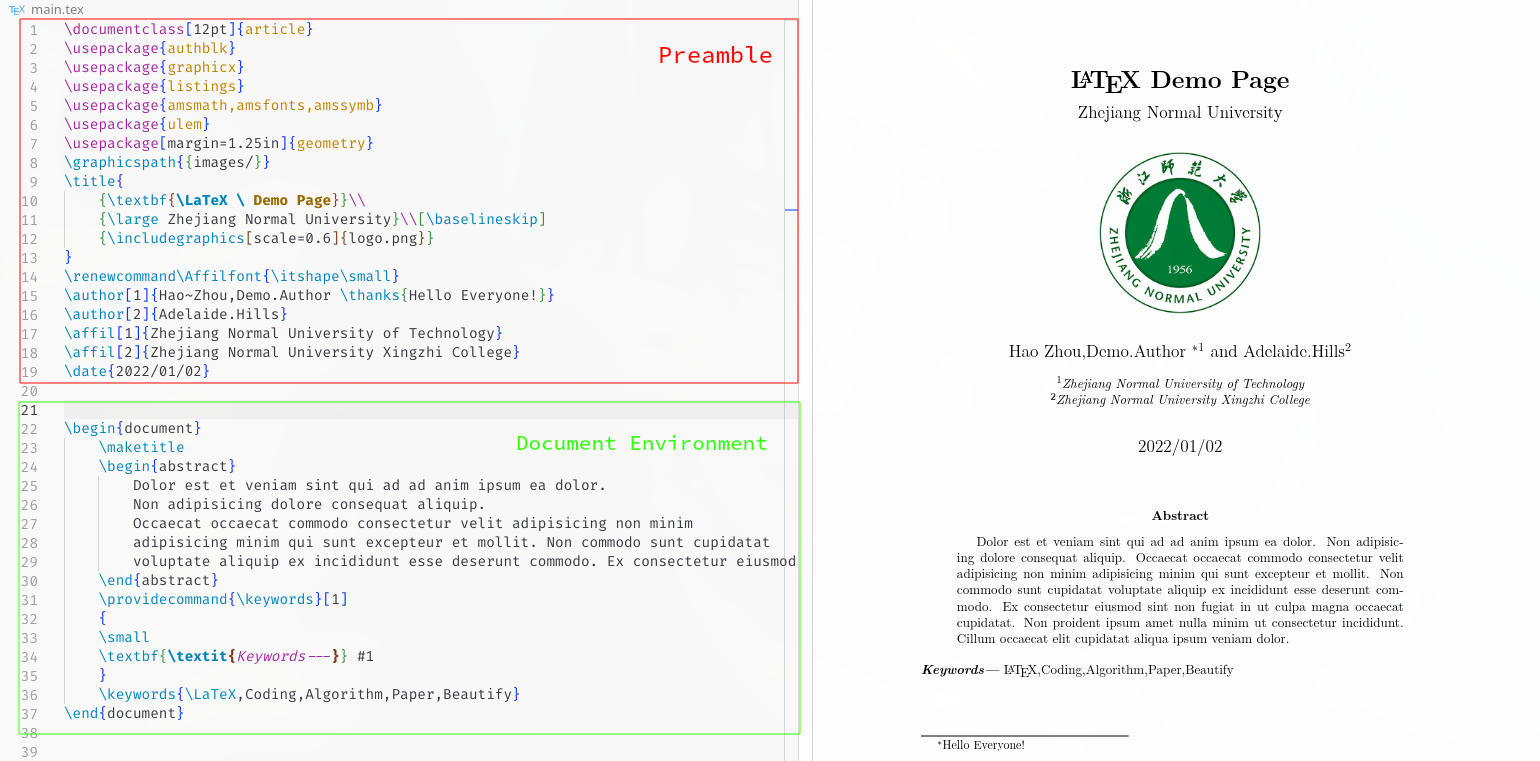 TEX main.tex
1 \documentclass[12pt]{article}
2 \usepackage{authblk}
3 \usepackage{graphicx}
4 \usepackage{listings}
5 \usepackage{amsmath,amsfonts,amssymb}
6 \usepackage{ulem}
7 \usepackage[margin=1.25in]{geometry}
8 \graphicspath{{images/}}
9 \title{
10 {\textbf{\LaTeX \ Demo Page}}\\
11 {\large Zhejiang Normal University}\\[\baselineskip]
12 {\includegraphics[scale=0.6]{logo.png}}
13 }
14 \renewcommand\Affilfont{\itshape\small}
15 \author[1]{Hao~Zhou,Demo.Author \thanks{Hello Everyone!}}
16 \author[2]{Adelaide.Hills}
17 \affil[1]{Zhejiang Normal University of Technology}
18 \affil[2]{Zhejiang Normal University Xingzhi College}
19 \date{2022/01/02}
20
21
22 \begin{document}
23 \maketitle
24 \begin{abstract}
25 Dolor est et veniam sint qui ad ad anim ipsum ea dolor.
26 Non adipisicing dolore consequat aliquip.
27 Occaecat occaecat commodo consectetur velit adipisicing non minim
28 adipisicing minim qui sunt excepteur et mollit. Non commodo sunt cupidatat
29 voluptate aliquip ex incididunt esse deserunt commodo. Ex consectetur eiusmod
30 \end{abstract}
31 \providecommand{\keywords}[1]
32 {
33 \small
34 \textbf{\textit{Keywords---}} #1
35 }
36 \keywords{\LaTeX,Coding,Algorithm,Paper,Beautify}
37 \end{document}
38
39
Preamble
Document Environment
LATEX Demo Page
Zhejiang Normal University
浙江师范大学
1956
ZHEJIANG NORMAL UNIVERSITY
Hao Zhou,Demo.Author *1 and Adelaide.Hills2
1Zhejiang Normal University of Technology
2Zhejiang Normal University Xingzhi College
2022/01/02
Abstract
Dolor est et veniam sint qui ad ad anim ipsum ea dolor. Non adipisic-
ing dolore consequat aliquip. Occaecat occaecat commodo consectetur velit
adipisicing non minim adipisicing minim qui sunt excepteur et mollit. Non
commodo sunt cupidatat voluptate aliquip ex incididunt esse deserunt com-
modo. Ex consectetur eiusmod sint non fugiat in ut culpa magna occaecat
cupidatat. Non proident ipsum amet nulla minim ut consectetur incididunt.
Cillum occaecat elit cupidatat aliqua ipsum veniam dolor.
Keywords— LATEX,Coding,Algorithm,Paper,Beautify
*Hello Everyone!